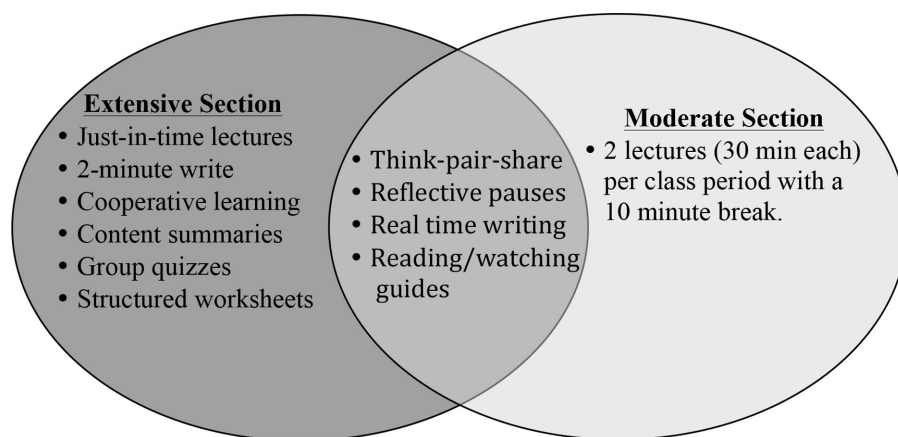 Extensive Section
• Just-in-time lectures
• 2-minute write
• Cooperative learning
• Content summaries
• Group quizzes
• Structured worksheets
• Think-pair-share
• Reflective pauses
• Real time writing
• Reading/watching
guides
Moderate Section
• 2 lectures (30 min each)
per class period with a
10 minute break.